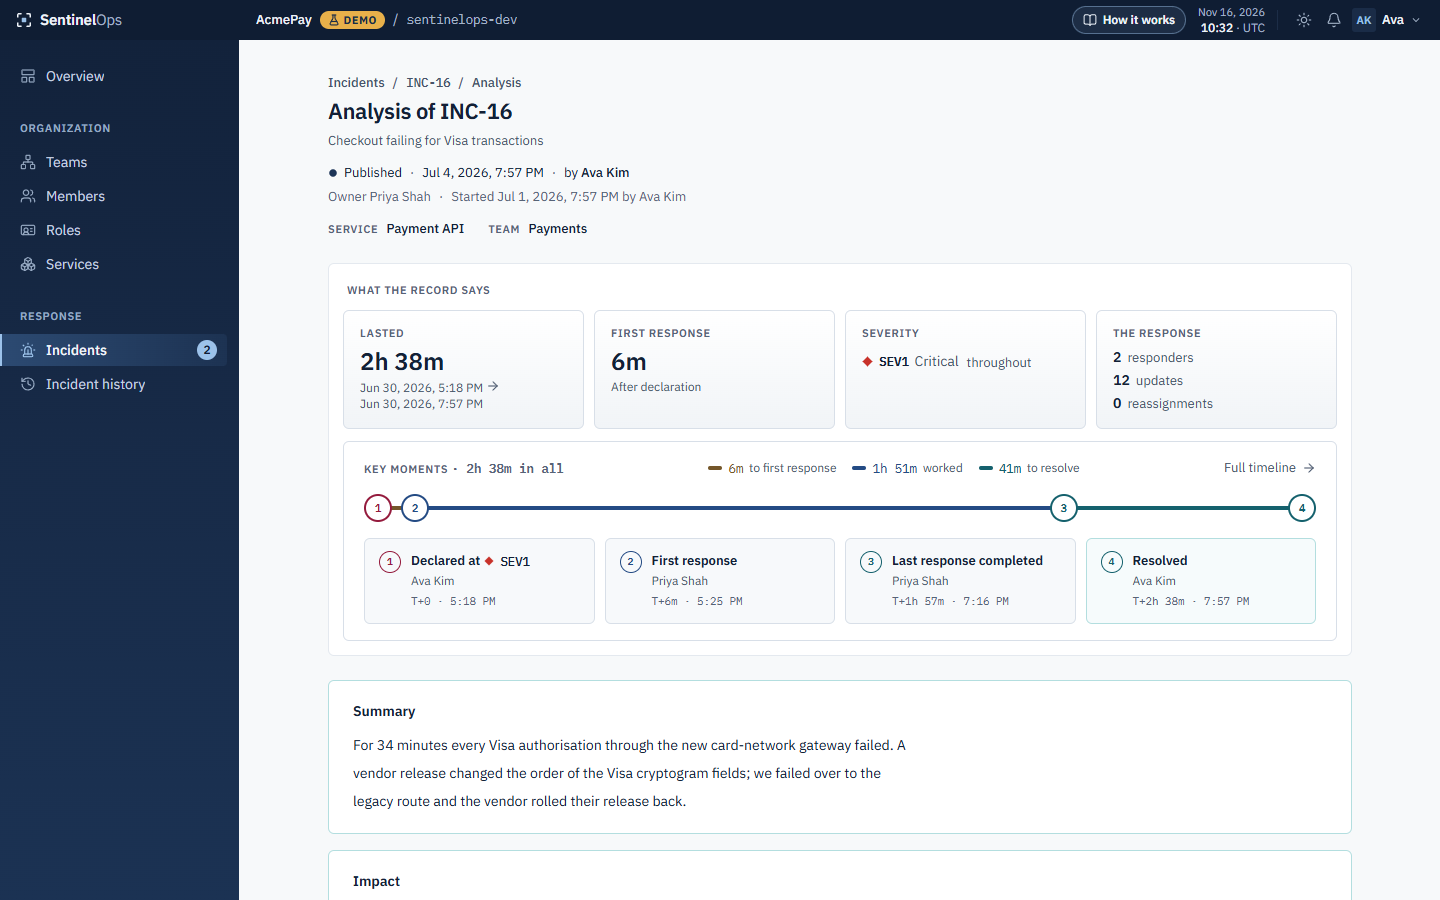 SentinelOps
AcmePay DEMO / sentinelops-dev
How it works
Nov 16, 2026
10:32 · UTC
AK Ava
Overview
ORGANIZATION
Teams
Members
Roles
Services
RESPONSE
Incidents 2
Incident history
Incidents / INC-16 / Analysis
Analysis of INC-16
Checkout failing for Visa transactions
Published · Jul 4, 2026, 7:57 PM · by Ava Kim
Owner Priya Shah · Started Jul 1, 2026, 7:57 PM by Ava Kim
SERVICE Payment API TEAM Payments
WHAT THE RECORD SAYS
LASTED
2h 38m
Jun 30, 2026, 5:18 PM →
Jun 30, 2026, 7:57 PM
FIRST RESPONSE
6m
After declaration
SEVERITY
SEV1 Critical throughout
THE RESPONSE
2 responders
12 updates
0 reassignments
KEY MOMENTS · 2h 38m in all
6m to first response
1h 51m worked
41m to resolve
Full timeline →
1 2 3 4
1 Declared at SEV1
Ava Kim
T+0 · 5:18 PM
2 First response
Priya Shah
T+6m · 5:25 PM
3 Last response completed
Priya Shah
T+1h 57m · 7:16 PM
4 Resolved
Ava Kim
T+2h 38m · 7:57 PM
Summary
For 34 minutes every Visa authorisation through the new card-network gateway failed. A
vendor release changed the order of the Visa cryptogram fields; we failed over to the
legacy route and the vendor rolled their release back.
Impact